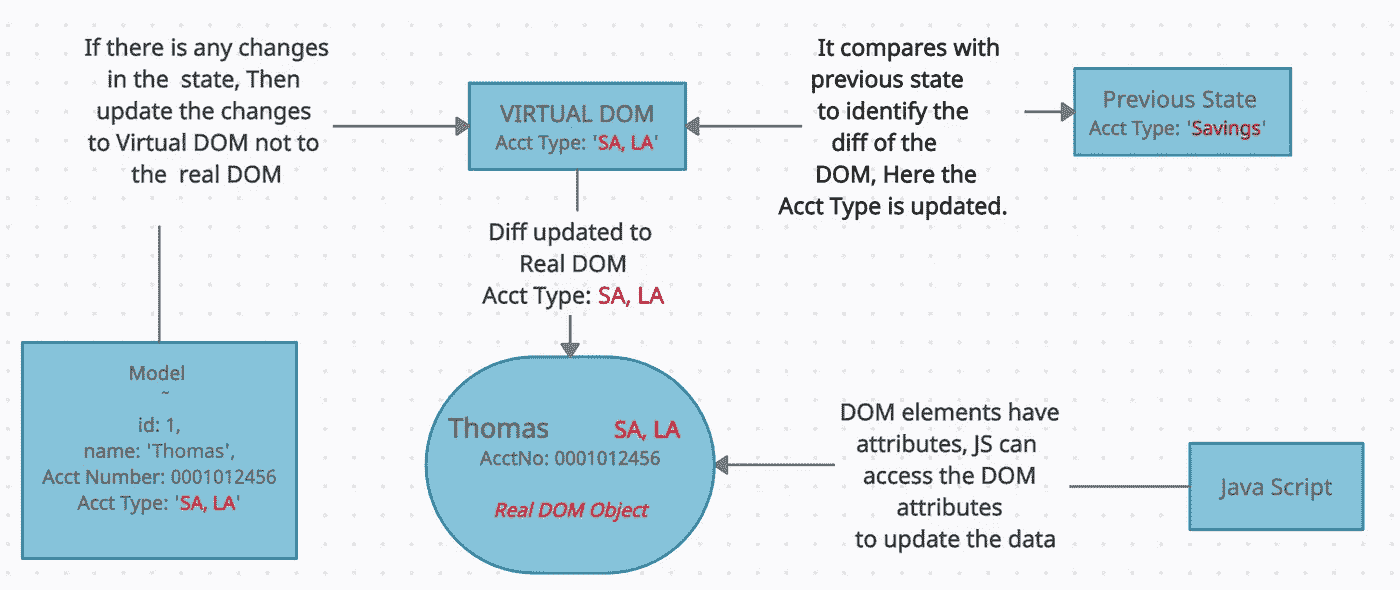 If there is any changes
in the state, Then
update the changes
to Virtual DOM not to
the real DOM
VIRTUAL DOM
Acct Type: 'SA, LA'
It compares with
previous state
to identify the
diff of the
DOM, Here the
Acct Type is updated.
Previous State
Acct Type: 'Savings'
Diff updated to
Real DOM
Acct Type: SA, LA
Model
~
id: 1,
name: 'Thomas',
Acct Number: 0001012456
Acct Type: 'SA, LA'
Thomas SA, LA
AcctNo: 0001012456
Real DOM Object
DOM elements have
attributes, JS can
access the DOM
attributes
to update the data
Java Script